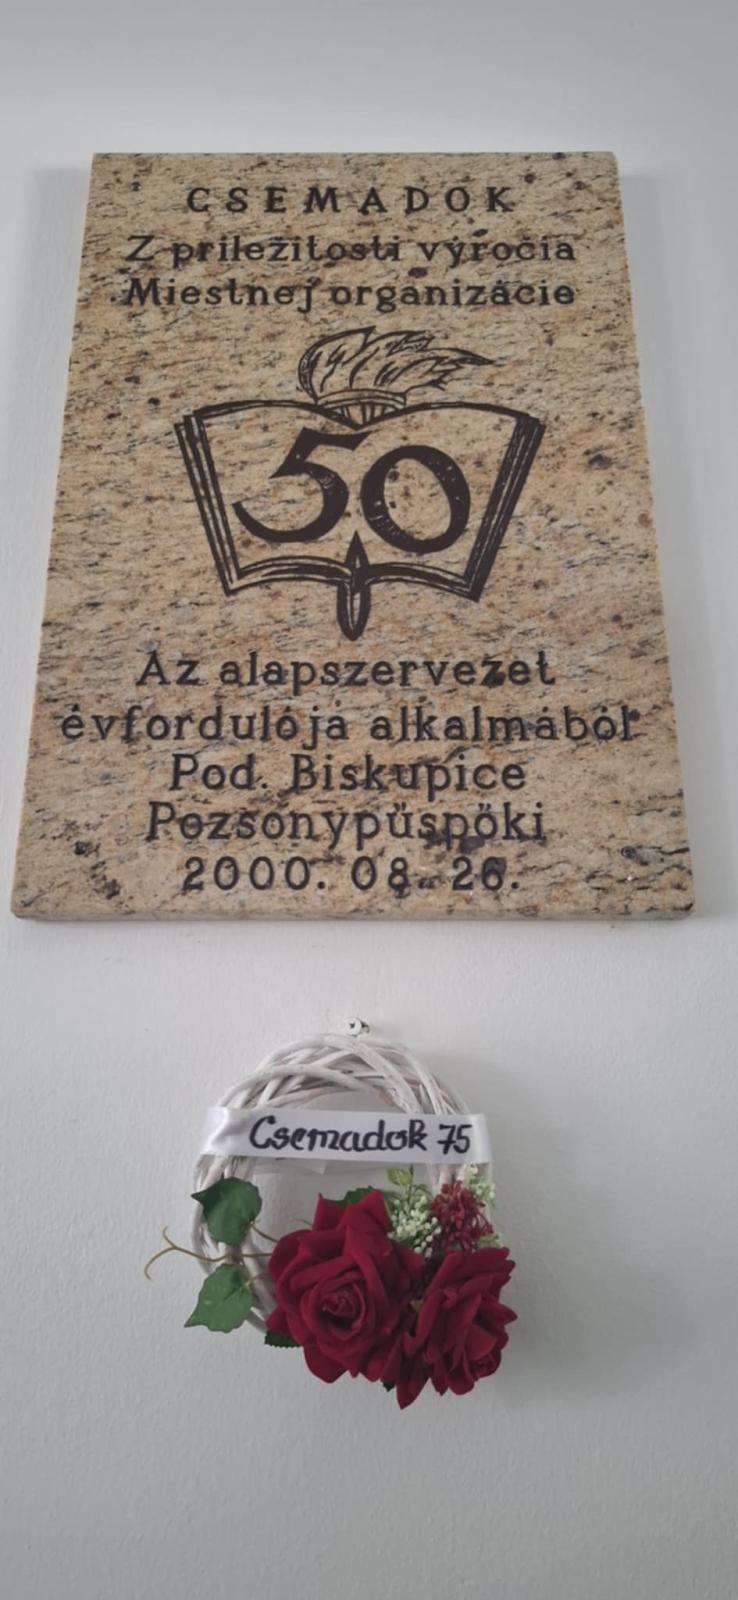 CSEMADOK
Z príležitosti výročia
Miestnej organizácie
50
Az alapszervezet
évfordulója alkalmából
Pod. Biskupice
Pozsonypüspöki
2000. 08. 26.
Csemadok 75